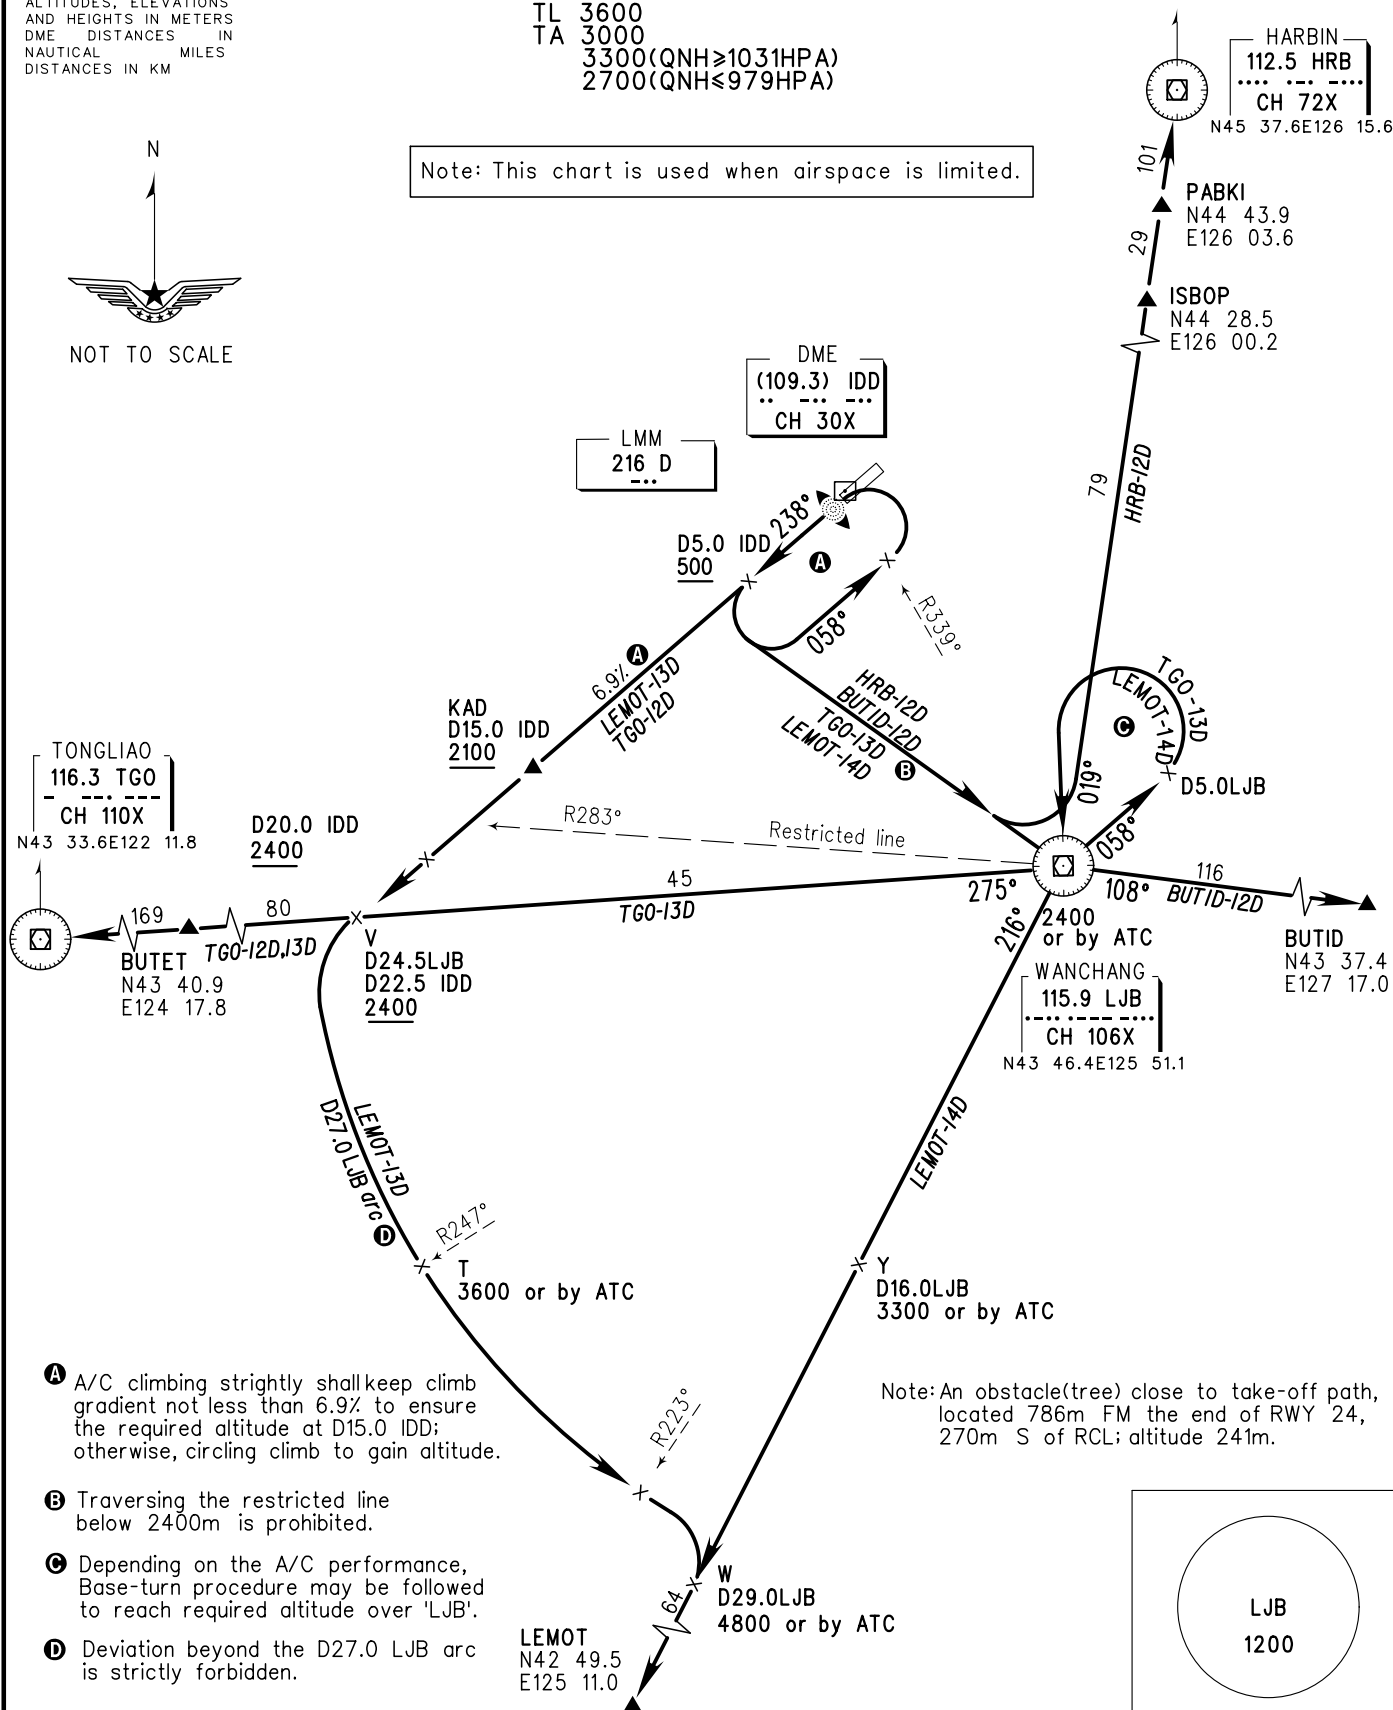 ALTITUDES, ELEVATIONS
AND HEIGHTS IN METERS
DME DISTANCES IN
NAUTICAL MILES
DISTANCES IN KM
TL 3600
TA 3000
3300(QNH≥1031HPA)
2700(QNH≤979HPA)
HARBIN
112.5 HRB
···· ·-· -···
CH 72X
N45 37.6E126 15.6
N
NOT TO SCALE
Note: This chart is used when airspace is limited.
101
PABKI
N44 43.9
E126 03.6
29
ISBOP
N44 28.5
E126 00.2
79
HRB-12D
DME
(109.3) IDD
·· -·· -··
CH 30X
LMM
216 D
-··
238°
D5.0 IDD
500
A
058°
R339°
6.9% A
LEMOT-13D
TGO-12D
HRB-12D
BUTID-12D
TGO-13D
LEMOT-14D
B
KAD
D15.0 IDD
2100
TGO-13D
LEMOT-14D
C
019°
D5.0LJB
058°
TONGLIAO
116.3 TGO
- --· ---
CH 110X
N43 33.6E122 11.8
D20.0 IDD
2400
R283°
Restricted line
45
TGO-13D
275°
216°
108°
116
BUTID-12D
2400
or by ATC
BUTID
N43 37.4
E127 17.0
WANCHANG
115.9 LJB
·-·· ·--- -···
CH 106X
N43 46.4E125 51.1
169
80
TGO-12D,13D
BUTET
N43 40.9
E124 17.8
V
D24.5LJB
D22.5 IDD
2400
LEMOT-13D
D27.0LJB arc D
R247°
T
3600 or by ATC
LEMOT-14D
Y
D16.0LJB
3300 or by ATC
R223°
W
D29.0LJB
4800 or by ATC
64
LEMOT
N42 49.5
E125 11.0
A A/C climbing strightly shall keep climb
gradient not less than 6.9% to ensure
the required altitude at D15.0 IDD;
otherwise, circling climb to gain altitude.
B Traversing the restricted line
below 2400m is prohibited.
C Depending on the A/C performance,
Base-turn procedure may be followed
to reach required altitude over 'LJB'.
D Deviation beyond the D27.0 LJB arc
is strictly forbidden.
Note: An obstacle(tree) close to take-off path,
located 786m FM the end of RWY 24,
270m S of RCL; altitude 241m.
LJB
1200